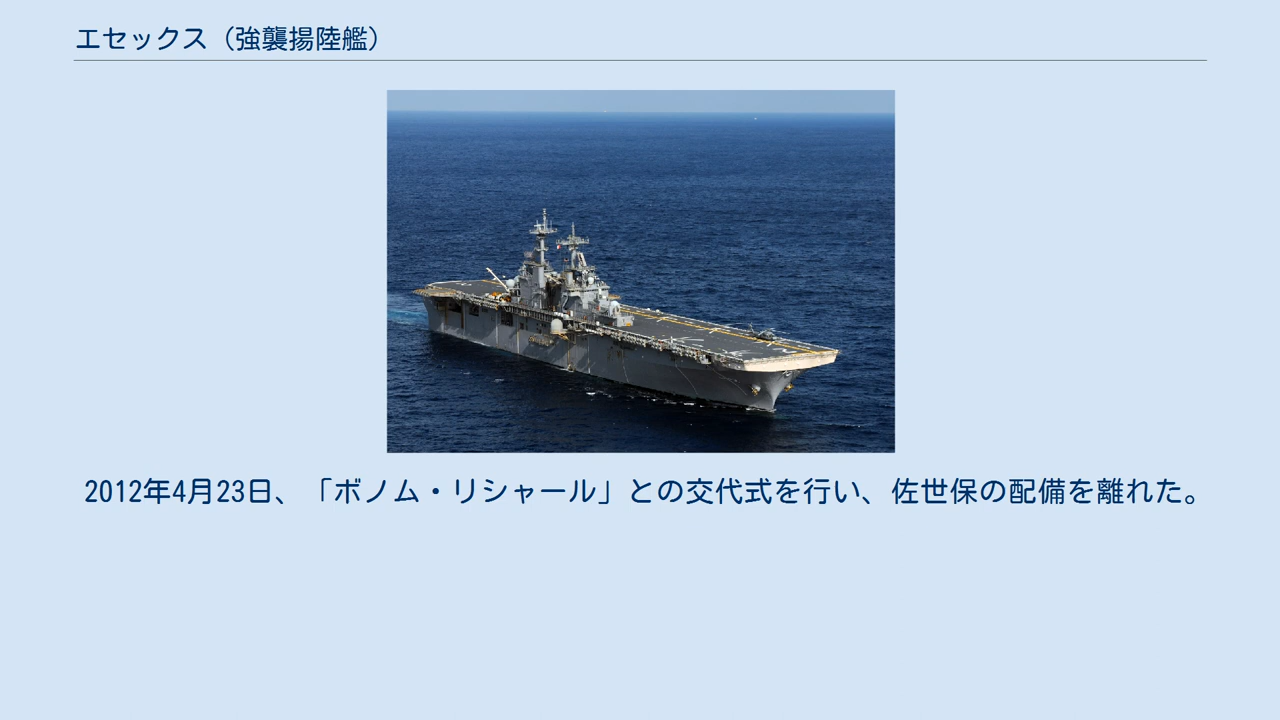 エセックス（強襲揚陸艦）
2012年4月23日、「ボノム・リシャール」との交代式を行い、佐世保の配備を離れた。